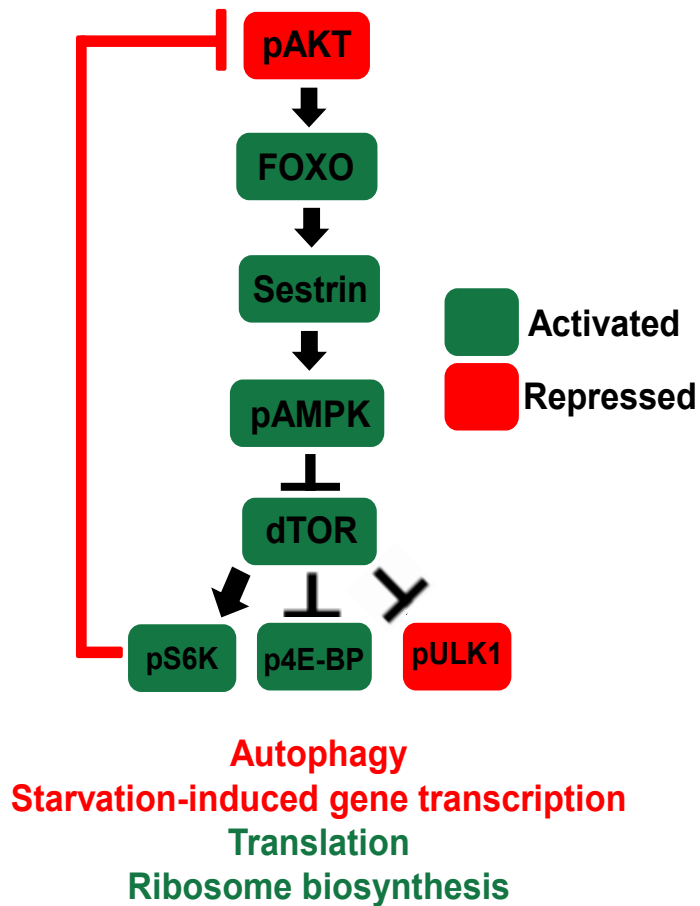 pAKT
FOXO
Sestrin
Activated
Repressed
pAMPK
dTOR
pS6K
p4E-BP
pULK1
Autophagy
Starvation-induced gene transcription
Translation
Ribosome biosynthesis